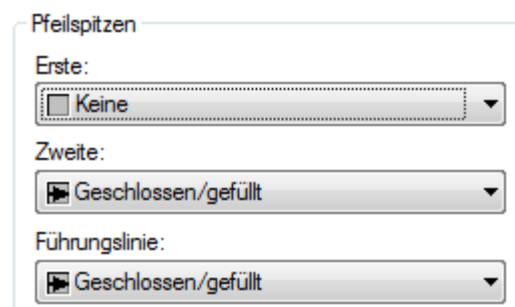 Pfeilspitzen
Erste:
Keine
Zweite:
Geschlossen/gefüllt
Führungslinie:
Geschlossen/gefüllt